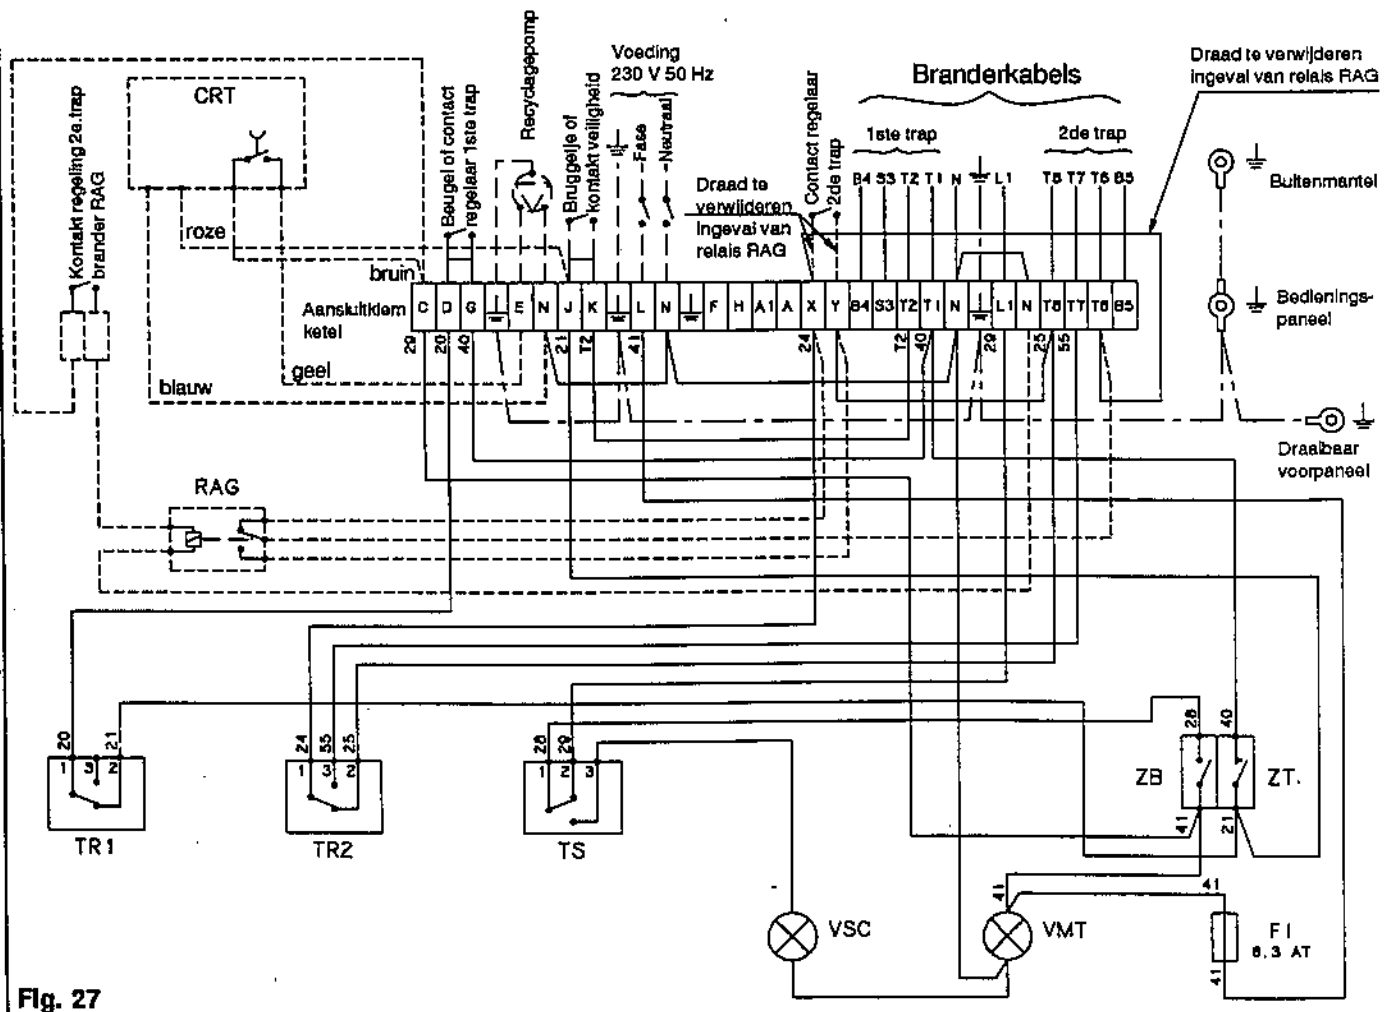 Kontakt regeling 2e.trap
brander RAG
CRT
roze
bruin
geel
blauw
Beugel of contact
regelaar 1ste trap
Recyclagepomp
Bruggetje of
kontakt veiligheid
Voeding
230 V 50 Hz
Fase
Neutraal
Draad te
verwijderen
ingeval van
relais RAG
Contact regelaar
2de trap
Branderkabels
1ste trap
2de trap
B4 S3 T2 T1 N L1 T8 T7 T6 B5
Draad te verwijderen
ingeval van relais RAG
Buitenmantel
Bedienings-
paneel
Draaibaar
voorpaneel
Aansluitklem
ketel
C D G E N J K L N F H A1 A X Y B4 S3 T2 T1 N L1 N T8 T7 T6 B5
29 20 40 21 T2 41 24 T2 40 29 25 55
RAG
20 21
1 3 2
TR1
24 55 25
1 3 2
TR2
28 29
1 2 3
TS
28 40
ZB
ZT.
41 21
VSC
41
VMT
41
F1
6,3 AT
41
Fig. 27